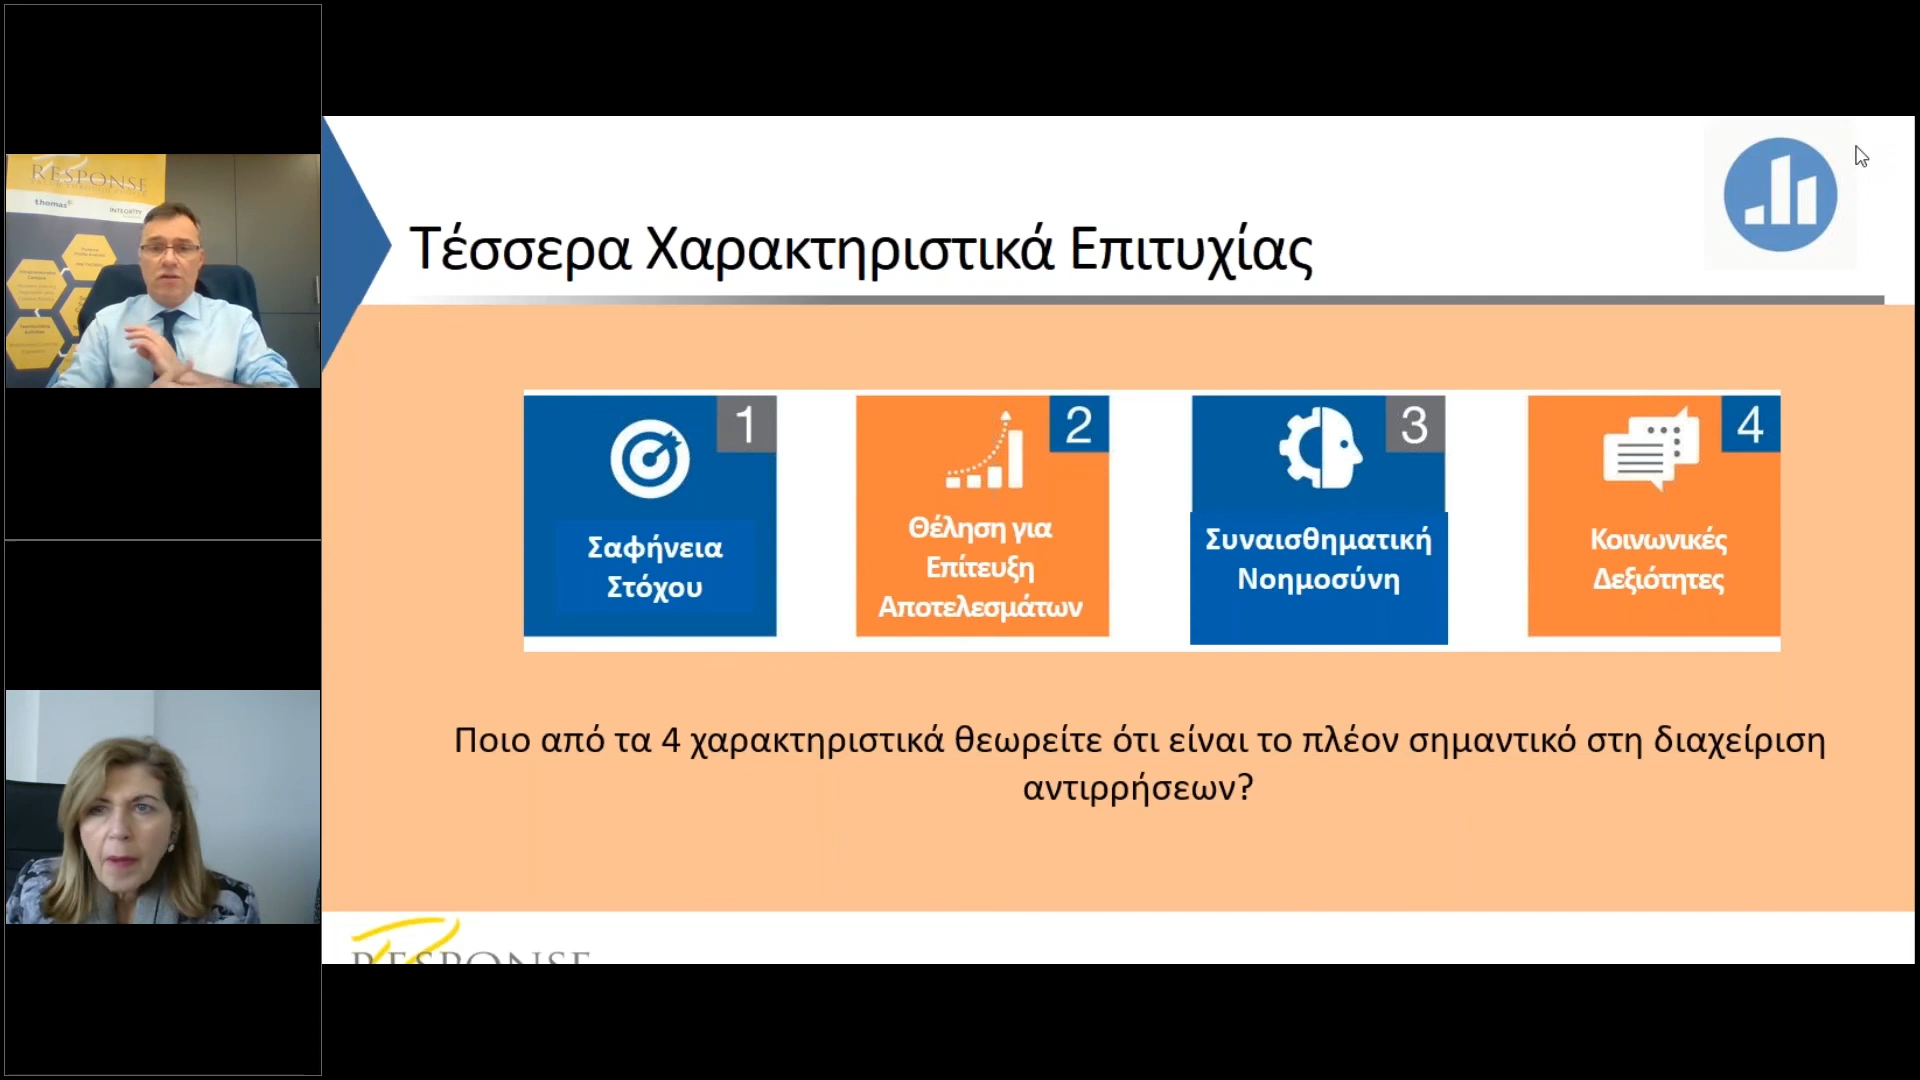 RESPONSE
thomas
INTEGRITY
Τέσσερα Χαρακτηριστικά Επιτυχίας
1
Σαφήνεια
Στόχου
2
Θέληση για
Επίτευξη
Αποτελεσμάτων
3
Συναισθηματική
Νοημοσύνη
4
Κοινωνικές
Δεξιότητες
Ποιο από τα 4 χαρακτηριστικά θεωρείτε ότι είναι το πλέον σημαντικό στη διαχείριση
αντιρρήσεων?
RESPONSE